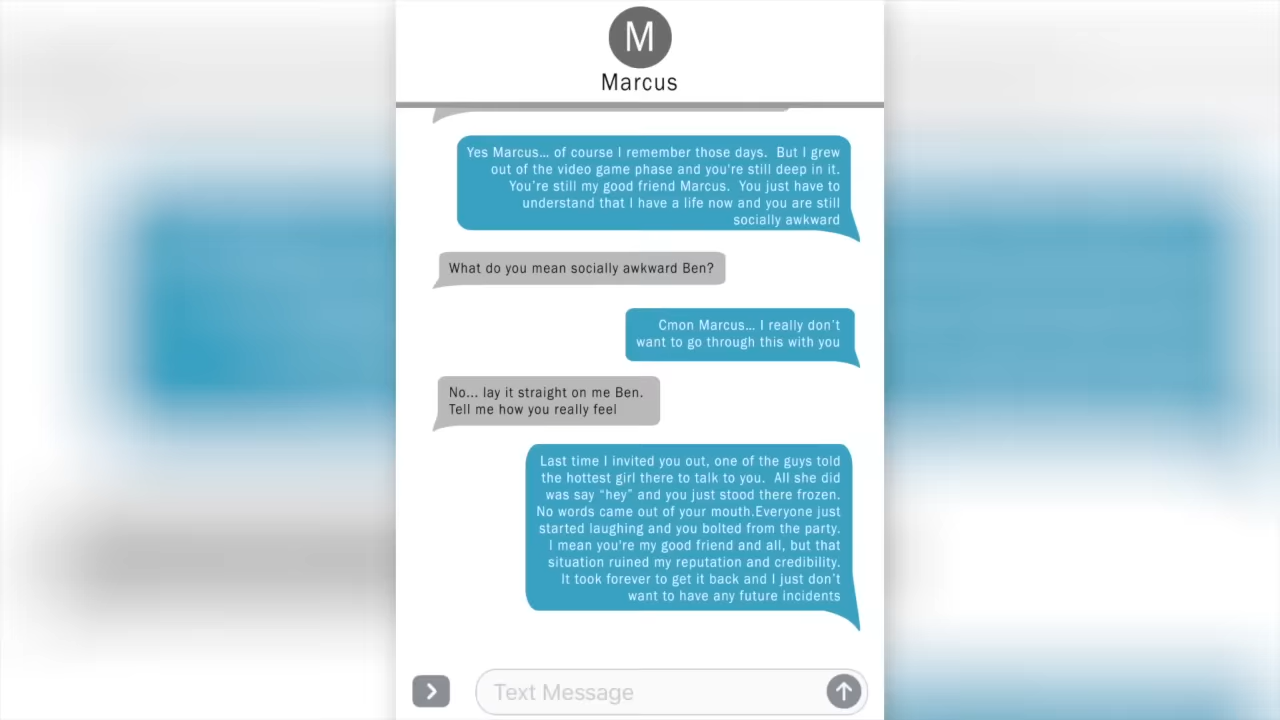 M
Marcus
Yes Marcus... of course I remember those days.  But I grew
out of the video game phase and you're still deep in it.
You're still my good friend Marcus.  You just have to
understand that I have a life now and you are still
socially awkward
What do you mean socially awkward Ben?
Cmon Marcus... I really don't
want to go through this with you
No... lay it straight on me Ben.
Tell me how you really feel
Last time I invited you out, one of the guys told
the hottest girl there to talk to you.  All she did
was say “hey” and you just stood there frozen.
No words came out of your mouth.Everyone just
started laughing and you bolted from the party.
I mean you're my good friend and all, but that
situation ruined my reputation and credibility.
It took forever to get it back and I just don't
want to have any future incidents
Text Message